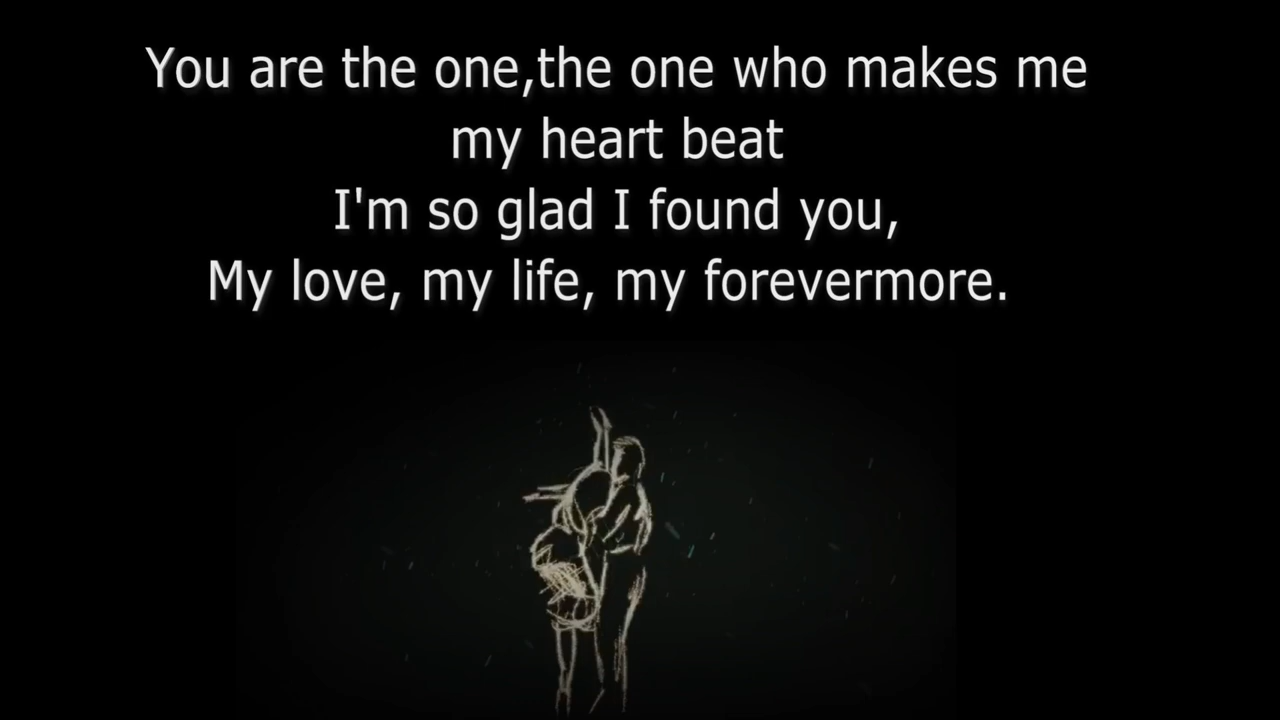 You are the one,the one who makes me
my heart beat
I'm so glad I found you,
My love, my life, my forevermore.